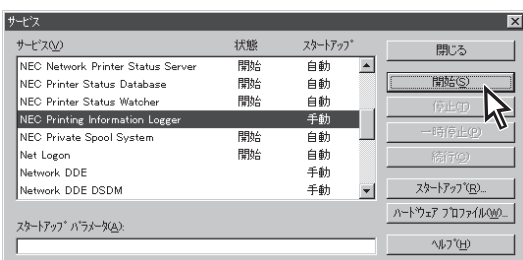 サービス
サービス(V) 状態 スタートアップ
NEC Network Printer Status Server 開始 自動
NEC Printer Status Database 開始 自動
NEC Printer Status Watcher 開始 自動
NEC Printing Information Logger 手動
NEC Private Spool System 開始 自動
Net Logon 開始 自動
Network DDE 手動
Network DDE DSDM 手動
スタートアップ パラメータ(A):
閉じる
開始(S)
停止(T)
一時停止(P)
続行(C)
スタートアップ(R)...
ハードウェア プロファイル(W)...
ヘルプ(H)